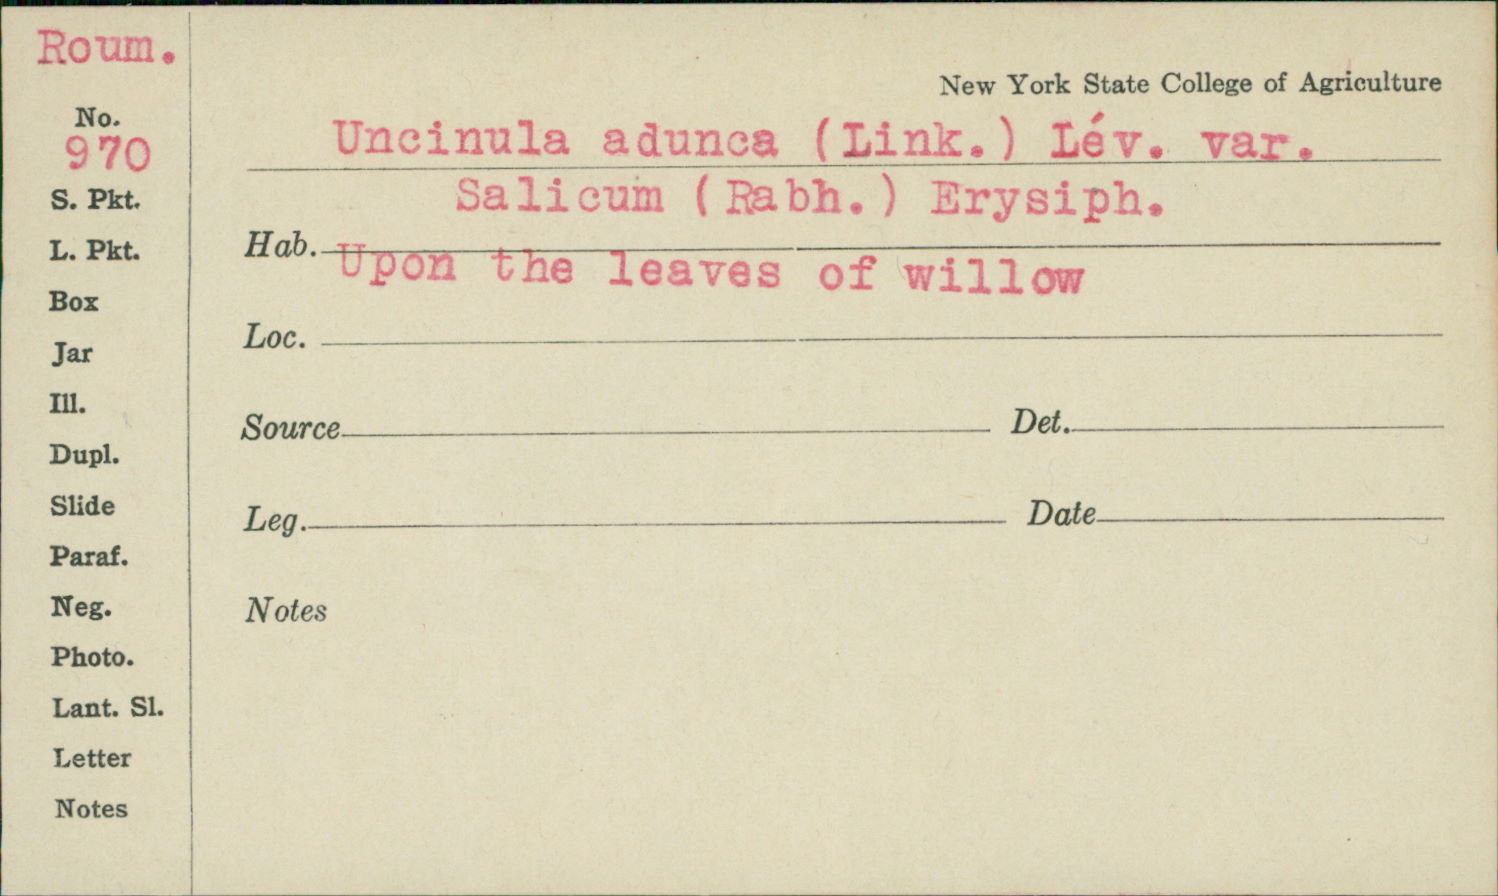 Roum.
New York State College of Agriculture
No.
970
Uncinula adunca (Link.) Lév. var.
Salicum (Rabh.) Erysiph.
S. Pkt.
L. Pkt.
Hab. Upon the leaves of willow
Box
Jar
Loc.
Ill.
Source Det.
Dupl.
Slide
Leg. Date
Paraf.
Neg.
Notes
Photo.
Lant. Sl.
Letter
Notes